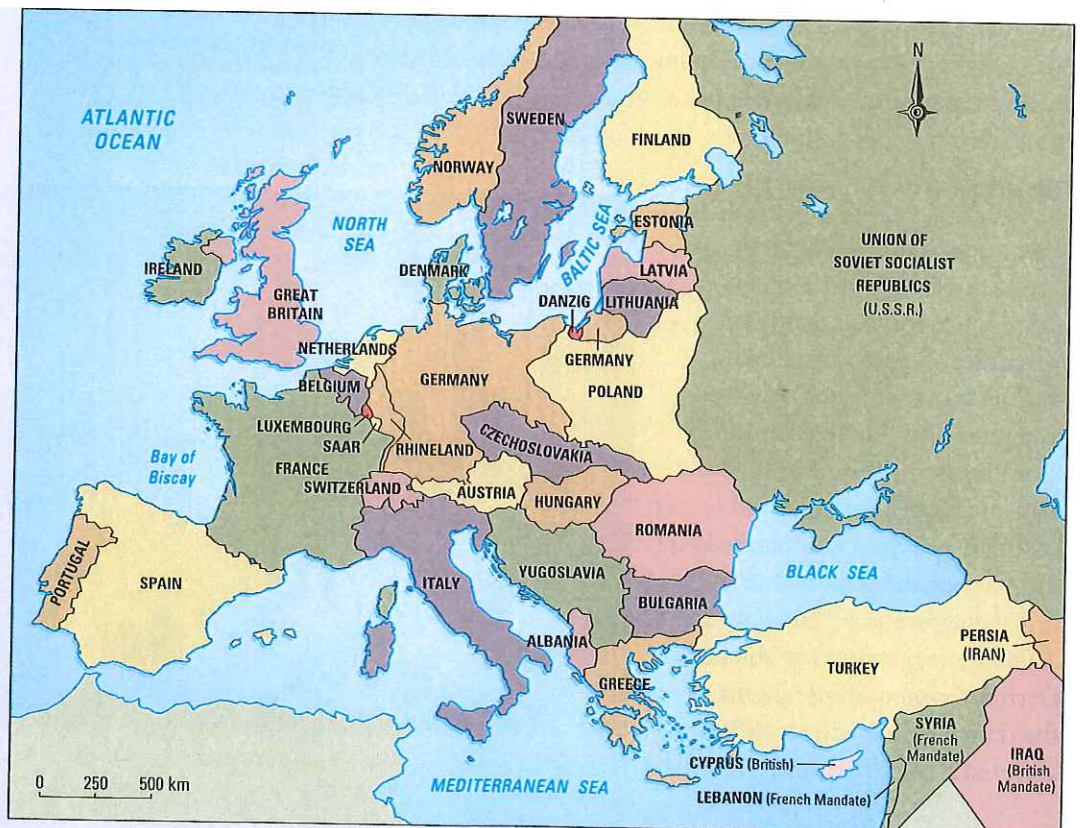 N
ATLANTIC
OCEAN
SWEDEN
FINLAND
NORWAY
NORTH
SEA
BALTIC SEA
ESTONIA
UNION OF
SOVIET SOCIALIST
REPUBLICS
(U.S.S.R.)
IRELAND
DENMARK
LATVIA
GREAT
BRITAIN
DANZIG
LITHUANIA
NETHERLANDS
GERMANY
GERMANY
BELGIUM
POLAND
LUXEMBOURG
SAAR
RHINELAND
CZECHOSLOVAKIA
Bay of
Biscay
FRANCE
SWITZERLAND
AUSTRIA
HUNGARY
ROMANIA
PORTUGAL
SPAIN
ITALY
YUGOSLAVIA
BLACK SEA
BULGARIA
ALBANIA
PERSIA
(IRAN)
TURKEY
GREECE
SYRIA
(French
Mandate)
IRAQ
(British
Mandate)
CYPRUS (British)
LEBANON (French Mandate)
MEDITERRANEAN SEA
0 250 500 km